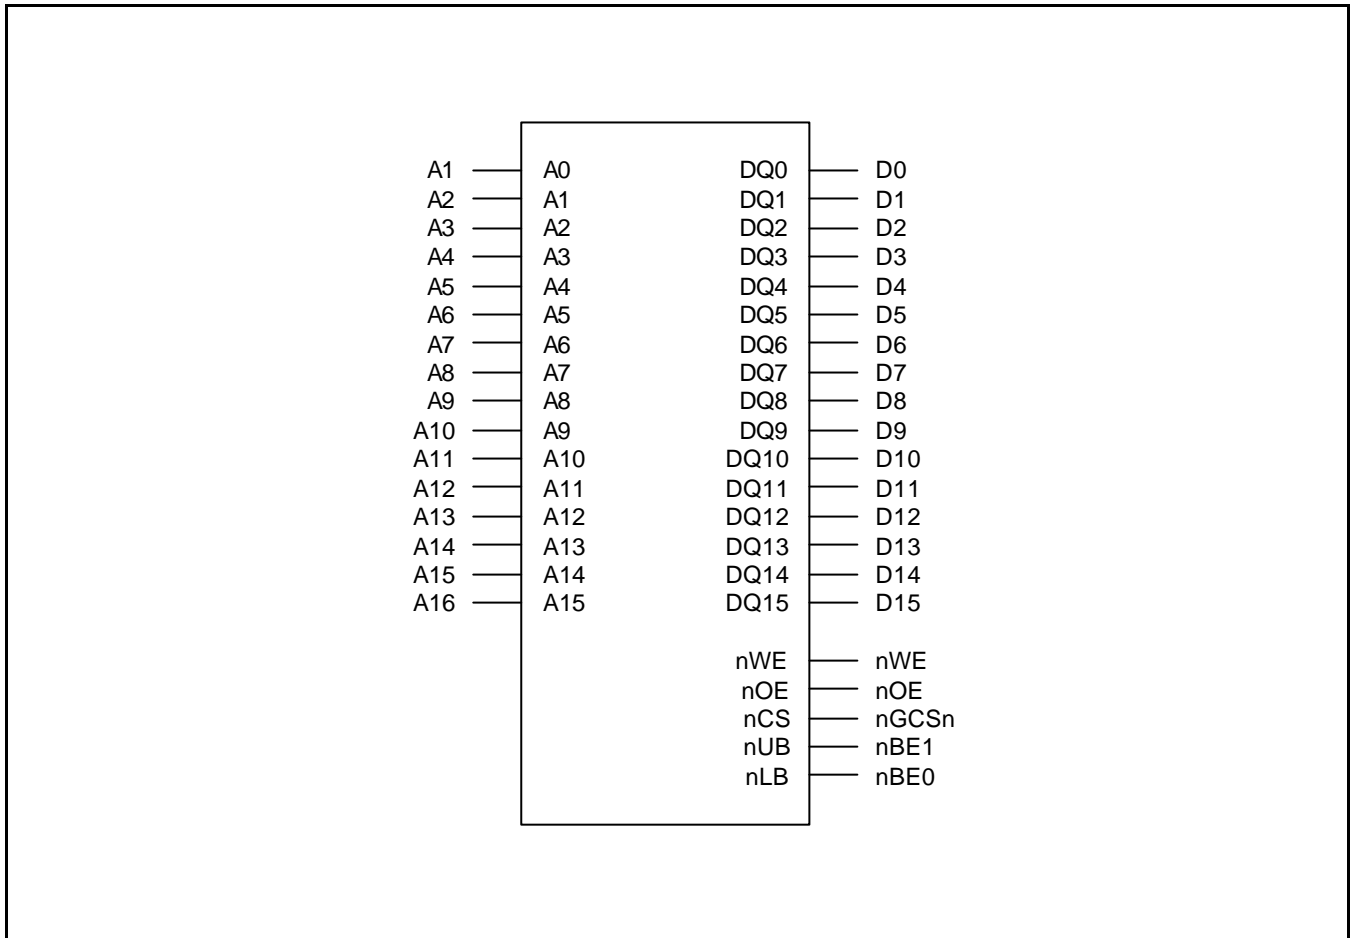 A1 A0 DQ0 D0
A2 A1 DQ1 D1
A3 A2 DQ2 D2
A4 A3 DQ3 D3
A5 A4 DQ4 D4
A6 A5 DQ5 D5
A7 A6 DQ6 D6
A8 A7 DQ7 D7
A9 A8 DQ8 D8
A10 A9 DQ9 D9
A11 A10 DQ10 D10
A12 A11 DQ11 D11
A13 A12 DQ12 D12
A14 A13 DQ13 D13
A15 A14 DQ14 D14
A16 A15 DQ15 D15
nWE nWE
nOE nOE
nCS nGCSn
nUB nBE1
nLB nBE0